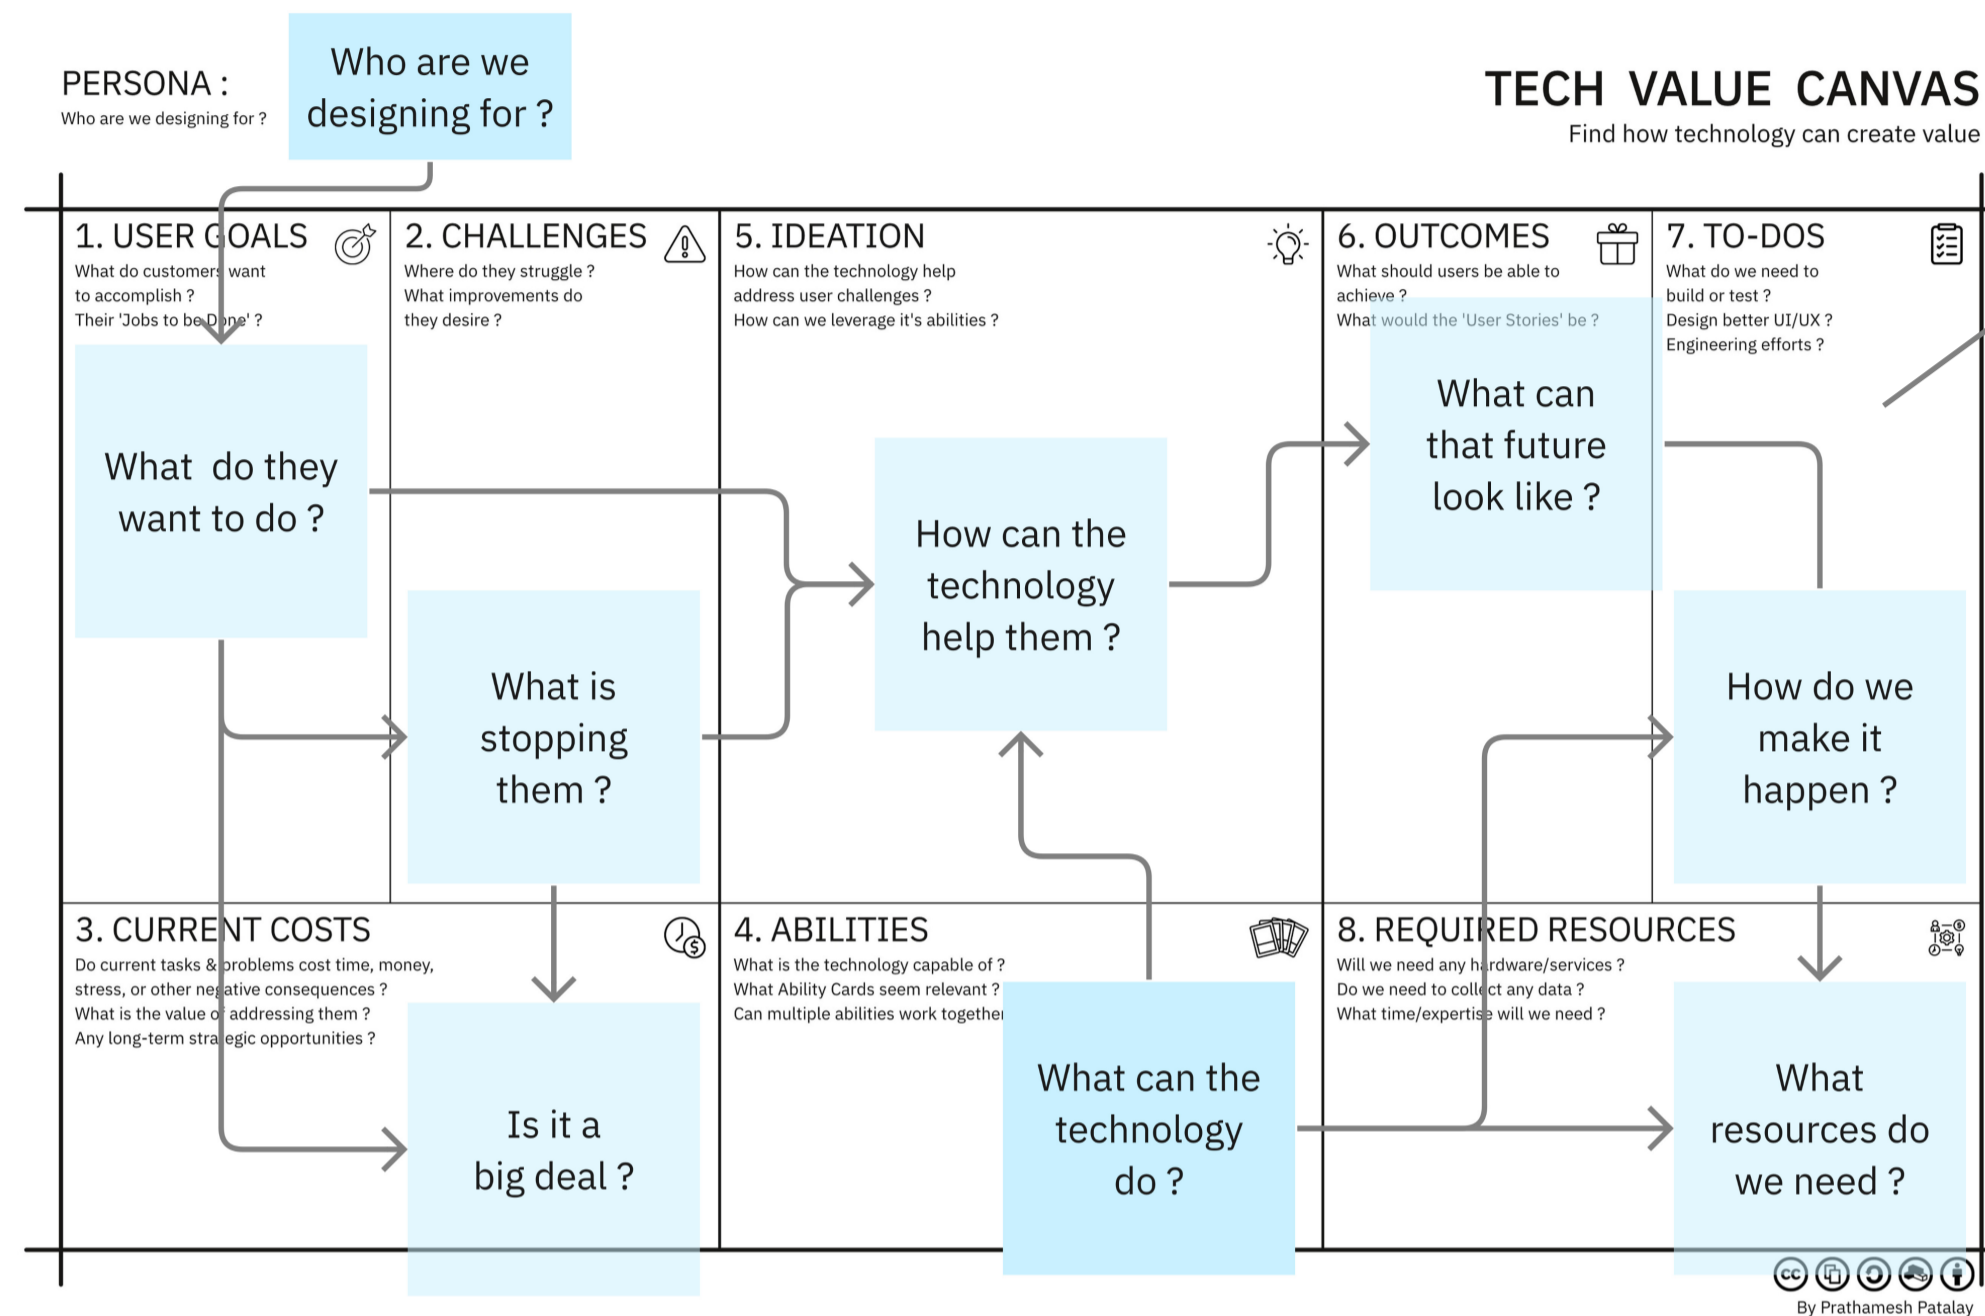 PERSONA :
Who are we designing for ?
Who are we
designing for ?
TECH VALUE CANVAS
Find how technology can create value
1. USER GOALS
What do customers want
to accomplish ?
Their 'Jobs to be Done' ?
What do they
want to do ?
2. CHALLENGES
Where do they struggle ?
What improvements do
they desire ?
What is
stopping
them ?
3. CURRENT COSTS
Do current tasks & problems cost time, money,
stress, or other negative consequences ?
What is the value of addressing them ?
Any long-term strategic opportunities ?
Is it a
big deal ?
4. ABILITIES
What is the technology capable of ?
What Ability Cards seem relevant ?
Can multiple abilities work together
What can the
technology
do ?
5. IDEATION
How can the technology help
address user challenges ?
How can we leverage it's abilities ?
How can the
technology
help them ?
6. OUTCOMES
What should users be able to
achieve ?
What would the 'User Stories' be ?
What can
that future
look like ?
7. TO-DOS
What do we need to
build or test ?
Design better UI/UX ?
Engineering efforts ?
How do we
make it
happen ?
8. REQUIRED RESOURCES
Will we need any hardware/services ?
Do we need to collect any data ?
What time/expertise will we need ?
What
resources do
we need ?
cc
By Prathamesh Patalay